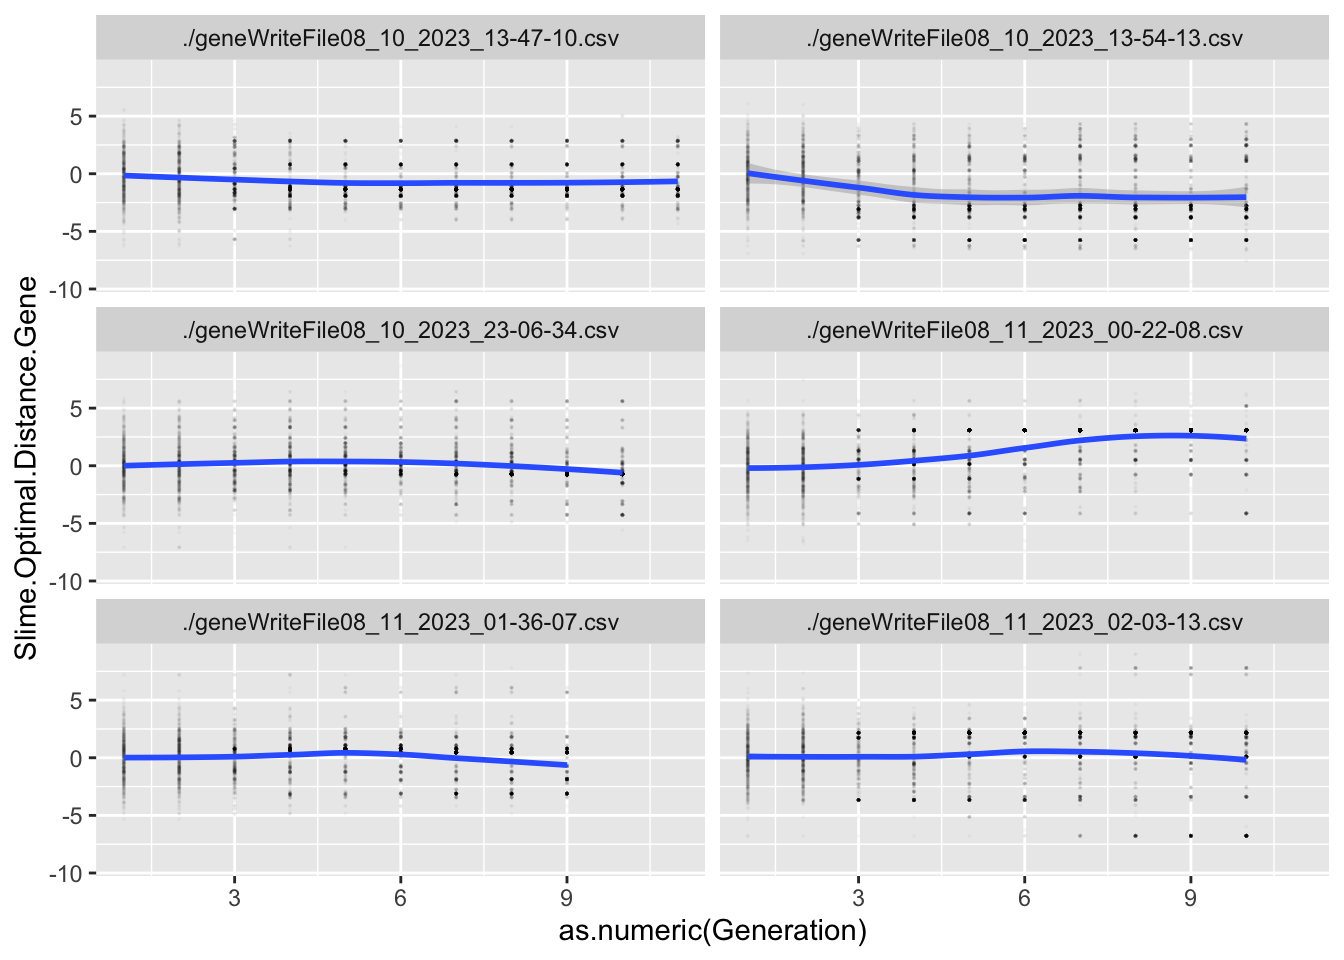 ./geneWriteFile08_10_2023_13-47-10.csv
./geneWriteFile08_10_2023_13-54-13.csv
5
0
-5
-10
./geneWriteFile08_10_2023_23-06-34.csv
./geneWriteFile08_11_2023_00-22-08.csv
5
0
-5
-10
./geneWriteFile08_11_2023_01-36-07.csv
./geneWriteFile08_11_2023_02-03-13.csv
5
0
-5
-10
3
6
9
3
6
9
as.numeric(Generation)
Slime.Optimal.Distance.Gene